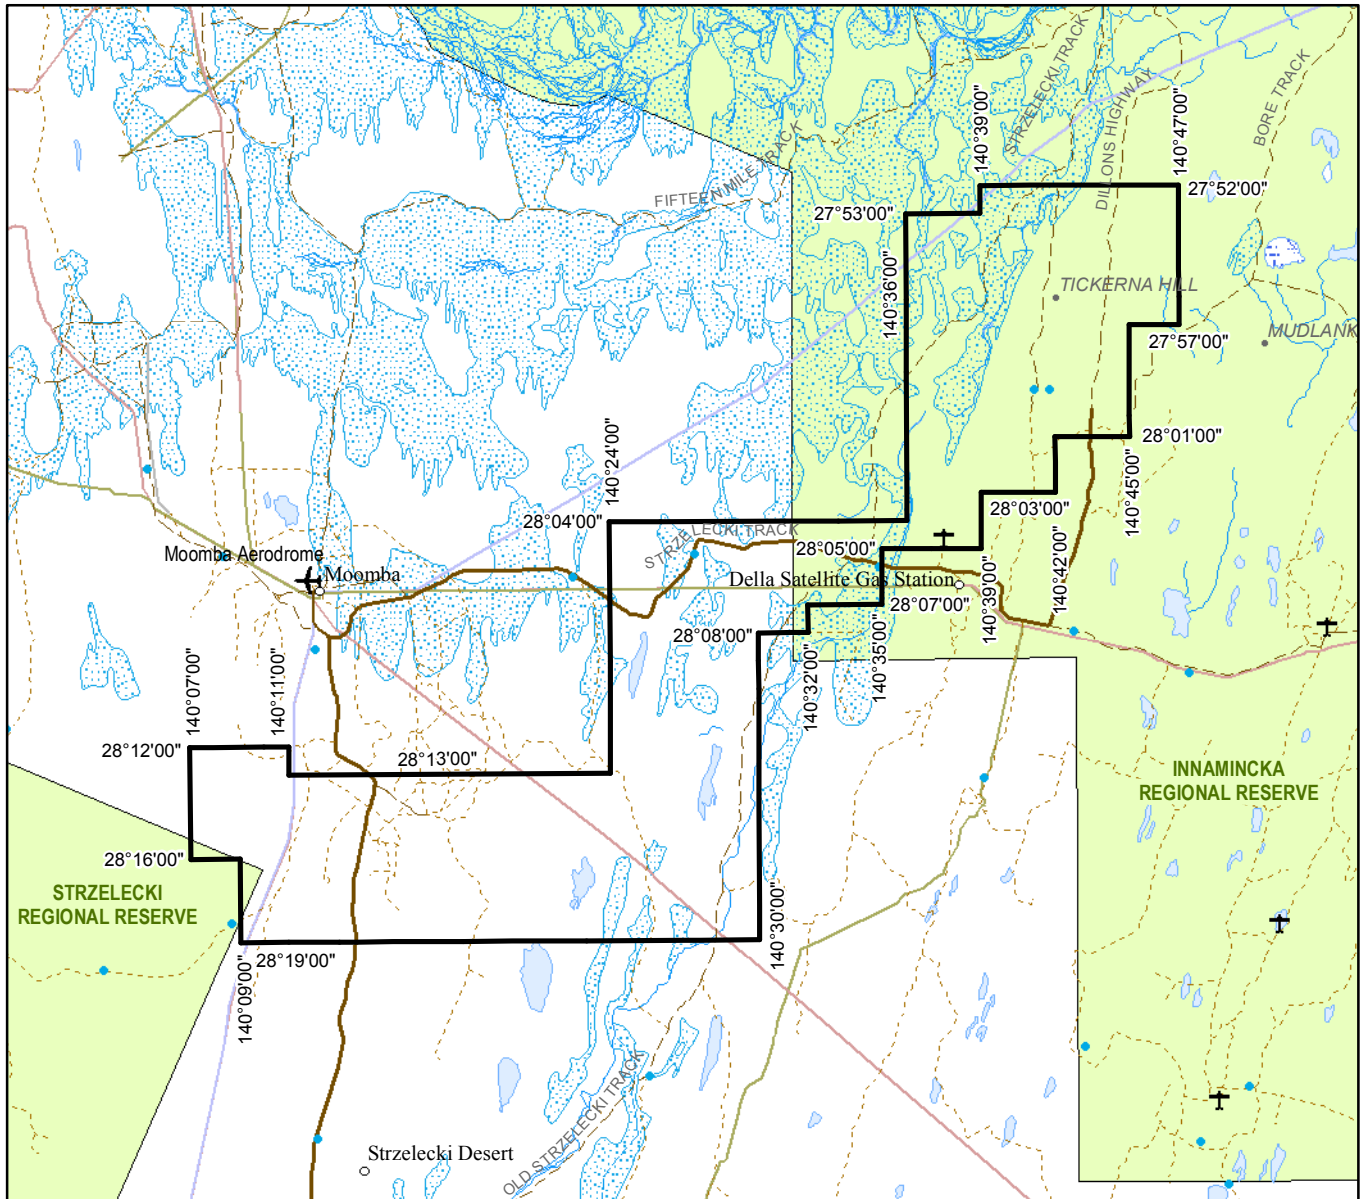 STRZELECKI TRACK
DILLONS HIGHWAY
BORE TRACK
140°39'00"
140°47'00"
FIFTEEN MILE TRACK
27°52'00"
27°53'00"
140°36'00"
TICKERNA HILL
27°57'00"
MUDLANK
140°24'00"
28°01'00"
140°45'00"
28°04'00"
28°03'00"
STRZELECKI TRACK
28°05'00"
140°42'00"
Moomba Aerodrome
Moomba
Della Satellite Gas Station
28°07'00"
140°39'00"
28°08'00"
140°35'00"
140°32'00"
140°07'00"
140°11'00"
28°12'00"
28°13'00"
INNAMINCKA
REGIONAL RESERVE
28°16'00"
STRZELECKI
REGIONAL RESERVE
140°30'00"
28°19'00"
140°09'00"
OLD STRZELECKI TRACK
Strzelecki Desert